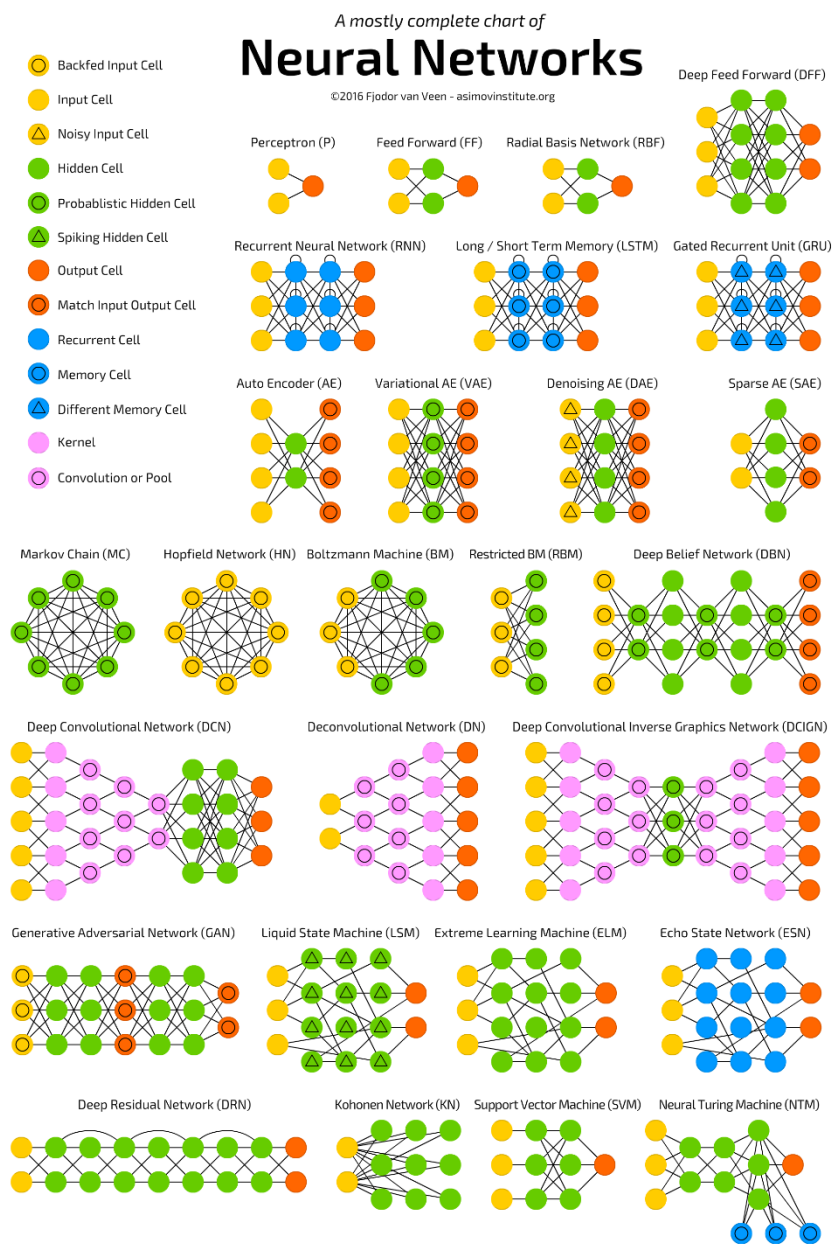 A mostly complete chart of
Neural Networks
©2016 Fjodor van Veen - asimovinstitute.org
Backfed Input Cell
Input Cell
Noisy Input Cell
Hidden Cell
Probablistic Hidden Cell
Spiking Hidden Cell
Output Cell
Match Input Output Cell
Recurrent Cell
Memory Cell
Different Memory Cell
Kernel
Convolution or Pool
Deep Feed Forward (DFF)
Perceptron (P)
Feed Forward (FF)
Radial Basis Network (RBF)
Recurrent Neural Network (RNN)
Long / Short Term Memory (LSTM)
Gated Recurrent Unit (GRU)
Auto Encoder (AE)
Variational AE (VAE)
Denoising AE (DAE)
Sparse AE (SAE)
Markov Chain (MC)
Hopfield Network (HN)
Boltzmann Machine (BM)
Restricted BM (RBM)
Deep Belief Network (DBN)
Deep Convolutional Network (DCN)
Deconvolutional Network (DN)
Deep Convolutional Inverse Graphics Network (DCIGN)
Generative Adversarial Network (GAN)
Liquid State Machine (LSM)
Extreme Learning Machine (ELM)
Echo State Network (ESN)
Deep Residual Network (DRN)
Kohonen Network (KN)
Support Vector Machine (SVM)
Neural Turing Machine (NTM)